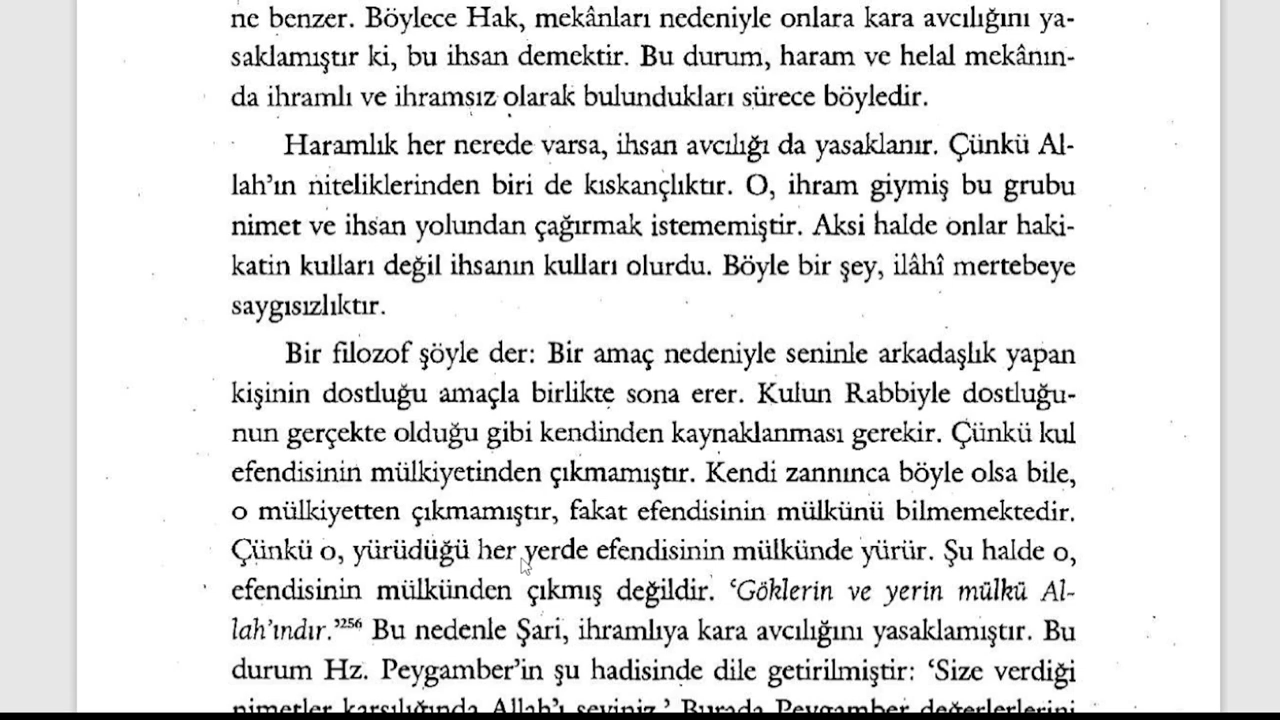 ne benzer. Böylece Hak, mekânları nedeniyle onlara kara avcılığını ya-
saklamıştır ki, bu ihsan demektir. Bu durum, haram ve helal mekânın-
da ihramlı ve ihramsız olarak bulundukları sürece böyledir.
Haramlık her nerede varsa, ihsan avcılığı da yasaklanır. Çünkü Al-
lah'ın niteliklerinden biri de kıskançlıktır. O, ihram giymiş bu grubu
nimet ve ihsan yolundan çağırmak istememiştir. Aksi halde onlar haki-
katin kulları değil ihsanın kulları olurdu. Böyle bir şey, ilâhî mertebeye
saygısızlıktır.
Bir filozof şöyle der: Bir amaç nedeniyle seninle arkadaşlık yapan
kişinin dostluğu amaçla birlikte sona erer. Kulun Rabbiyle dostluğu-
nun gerçekte olduğu gibi kendinden kaynaklanması gerekir. Çünkü kul
efendisinin mülkiyetinden çıkmamıştır. Kendi zannınca böyle olsa bile,
o mülkiyetten çıkmamıştır, fakat efendisinin mülkünü bilmemektedir.
Çünkü o, yürüdüğü her yerde efendisinin mülkünde yürür. Şu halde o,
efendisinin mülkünden çıkmış değildir. ‘Göklerin ve yerin mülkü Al-
lah'ındır.’²⁵⁶ Bu nedenle Şari, ihramlıya kara avcılığını yasaklamıştır. Bu
durum Hz. Peygamber'in şu hadisinde dile getirilmiştir: ‘Size verdiği
nimetler karşılığında Allah'ı seviniz.’ Burada Peygamber değerlerlerini